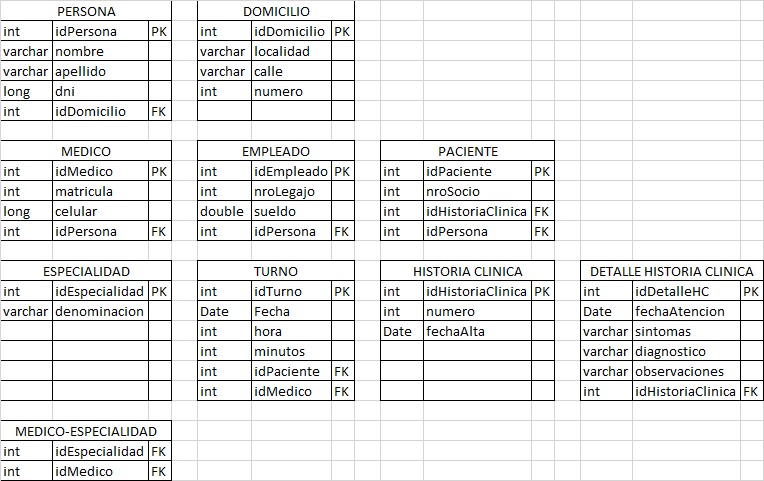 PERSONA
int idPersona PK
varchar nombre
varchar apellido
long dni
int idDomicilio FK
DOMICILIO
int idDomicilio PK
varchar localidad
varchar calle
int numero
MEDICO
int idMedico PK
int matricula
long celular
int idPersona FK
EMPLEADO
int idEmpleado PK
int nroLegajo
double sueldo
int idPersona FK
PACIENTE
int idPaciente PK
int nroSocio
int idHistoriaClinica FK
int idPersona FK
ESPECIALIDAD
int idEspecialidad PK
varchar denominacion
TURNO
int idTurno PK
Date Fecha
int hora
int minutos
int idPaciente FK
int idMedico FK
HISTORIA CLINICA
int idHistoriaClinica PK
int numero
Date fechaAlta
DETALLE HISTORIA CLINICA
int idDetalleHC PK
Date fechaAtencion
varchar sintomas
varchar diagnostico
varchar observaciones
int idHistoriaClinica FK
MEDICO-ESPECIALIDAD
int idEspecialidad FK
int idMedico FK